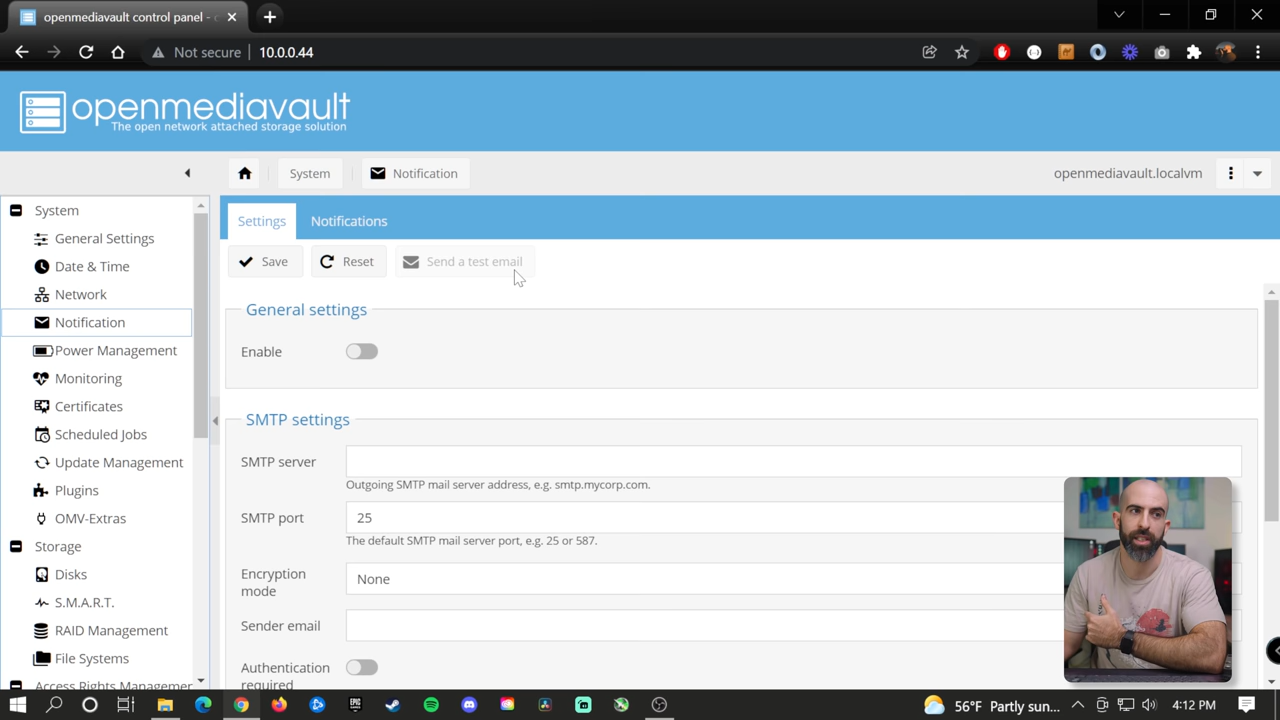 openmediavault control panel - c
Not secure
10.0.0.44
openmediavault
The open network attached storage solution
System
Notification
openmediavault.localvm
System
General Settings
Date & Time
Network
Notification
Power Management
Monitoring
Certificates
Scheduled Jobs
Update Management
Plugins
OMV-Extras
Storage
Disks
S.M.A.R.T.
RAID Management
File Systems
Access Rights Managemer
Settings
Notifications
Save
Reset
Send a test email
General settings
Enable
SMTP settings
SMTP server
Outgoing SMTP mail server address, e.g. smtp.mycorp.com.
SMTP port
25
The default SMTP mail server port, e.g. 25 or 587.
Encryption
mode
None
Sender email
Authentication
required
56°F Partly sun...
4:12 PM